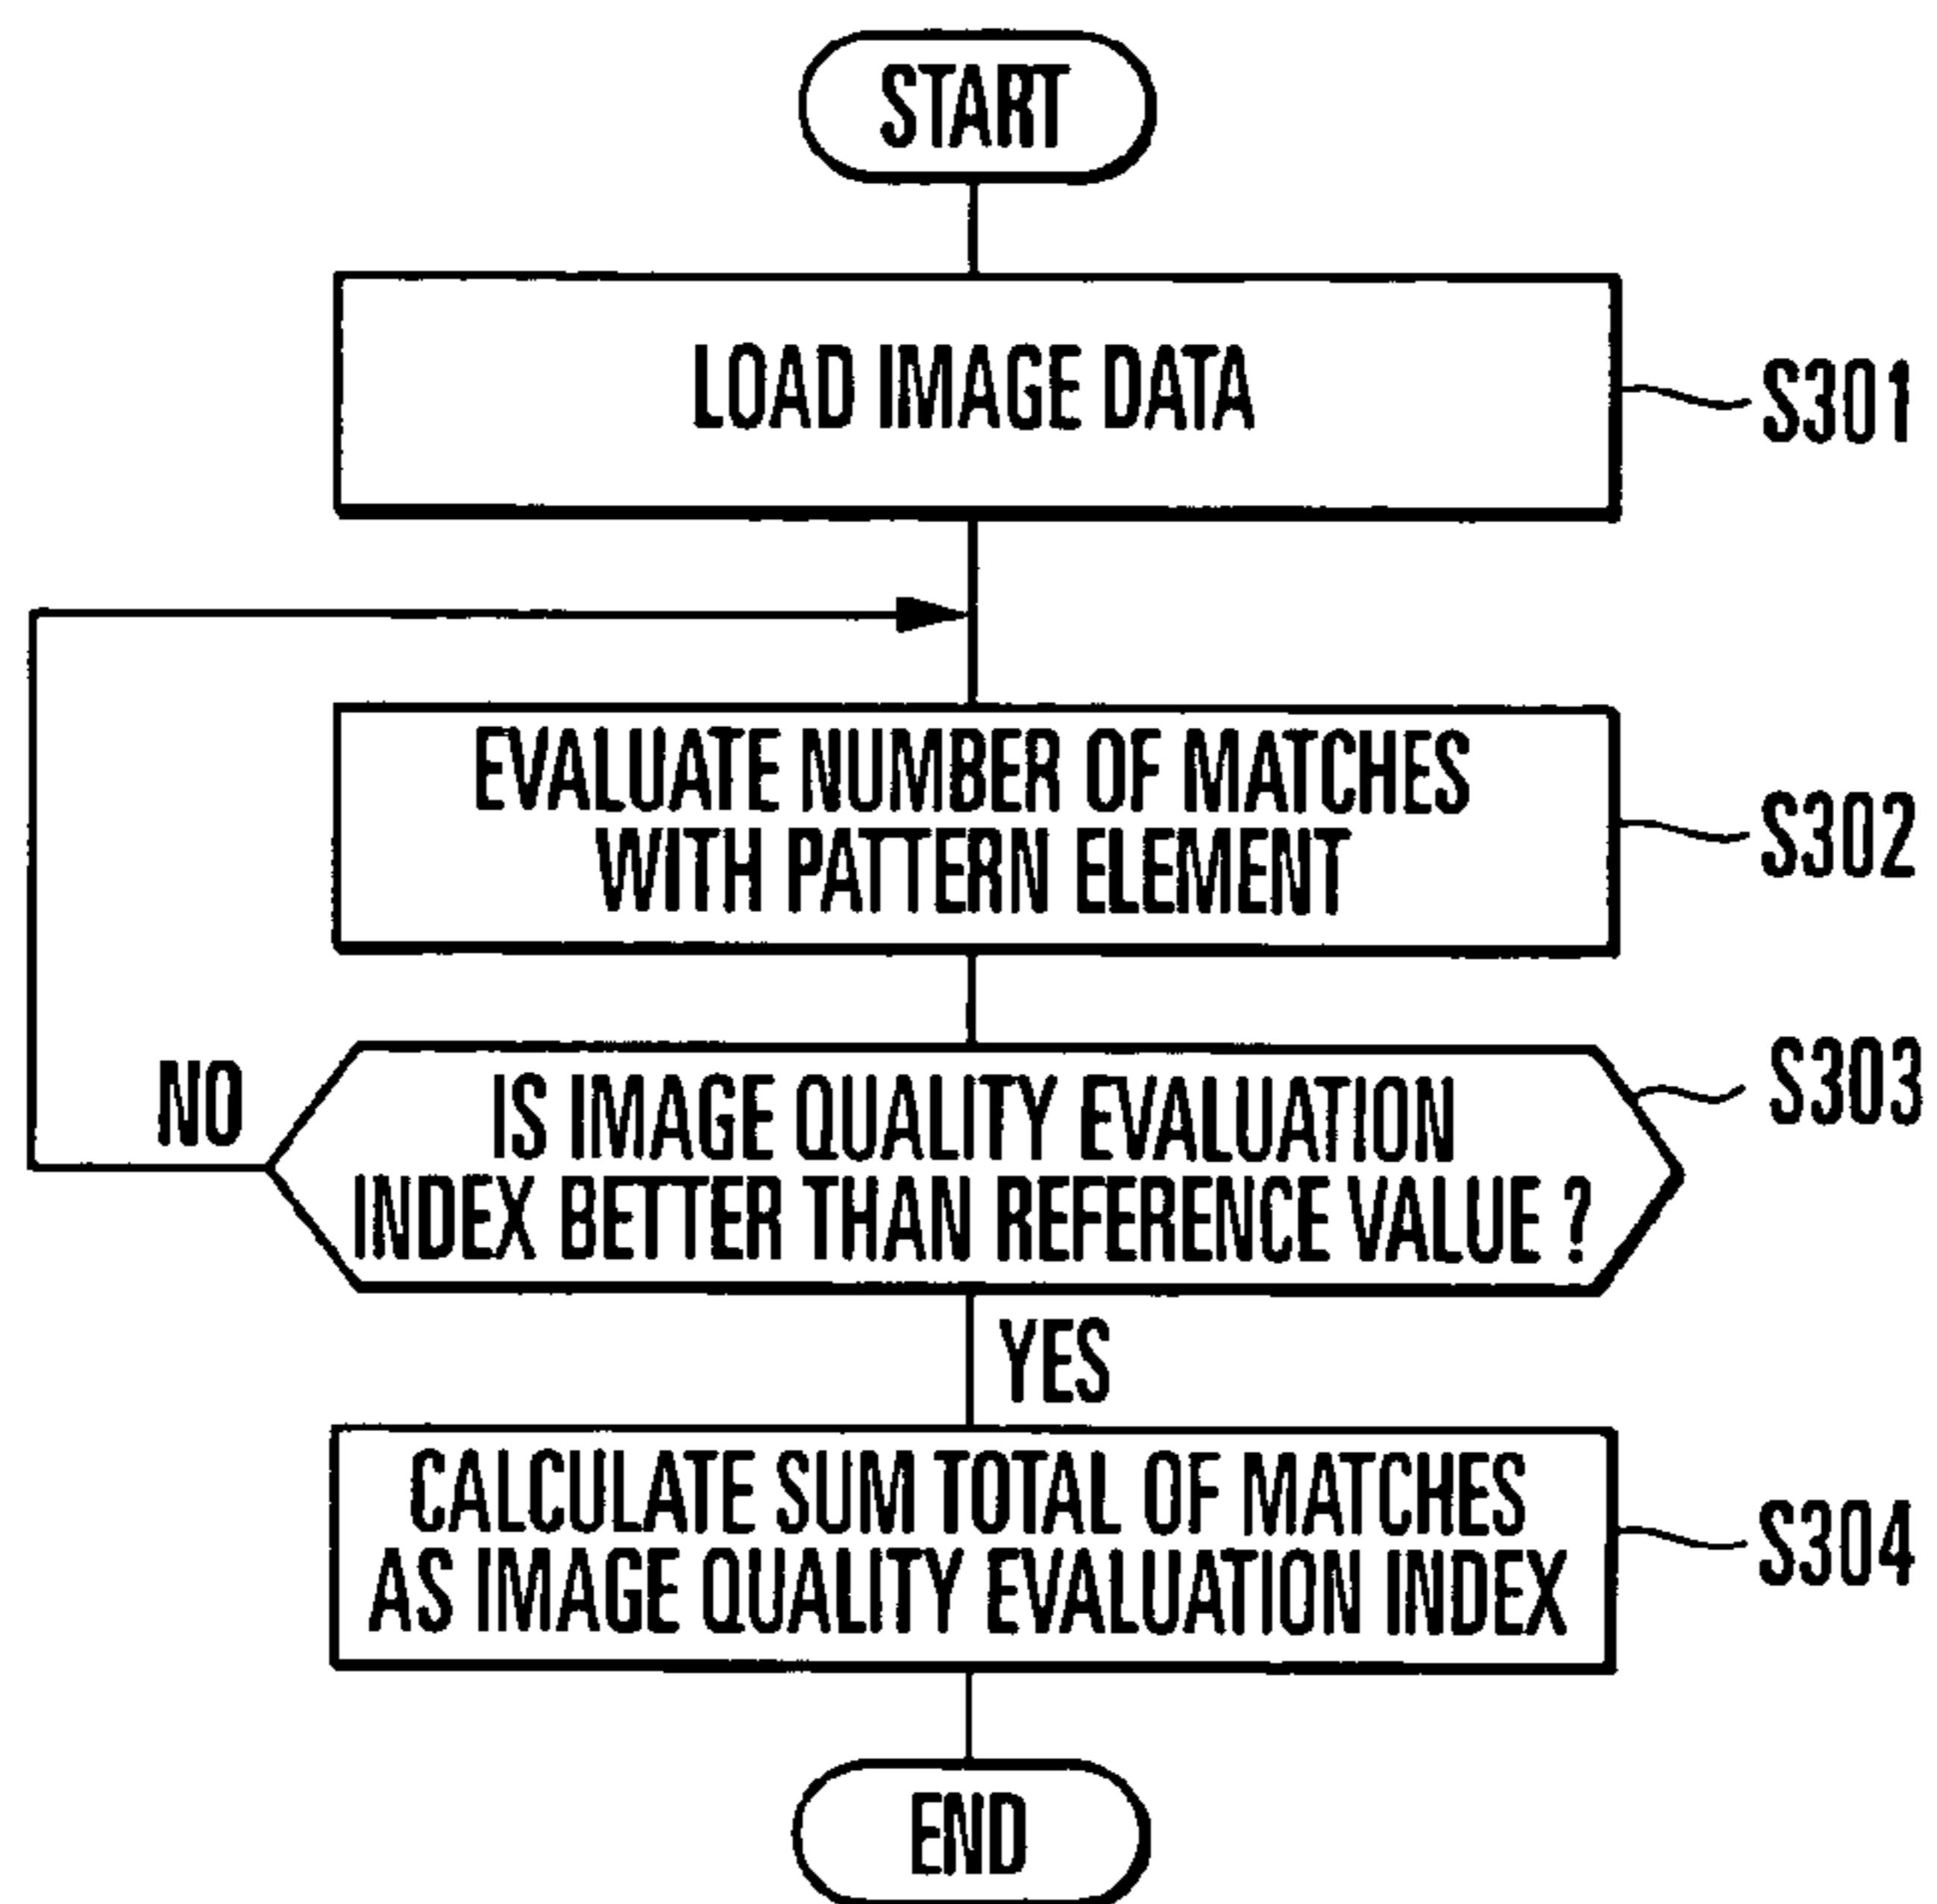 START
LOAD IMAGE DATA
S301
EVALUATE NUMBER OF MATCHES
WITH PATTERN ELEMENT
S302
NO
IS IMAGE QUALITY EVALUATION
INDEX BETTER THAN REFERENCE VALUE ?
S303
YES
CALCULATE SUM TOTAL OF MATCHES
AS IMAGE QUALITY EVALUATION INDEX
S304
END